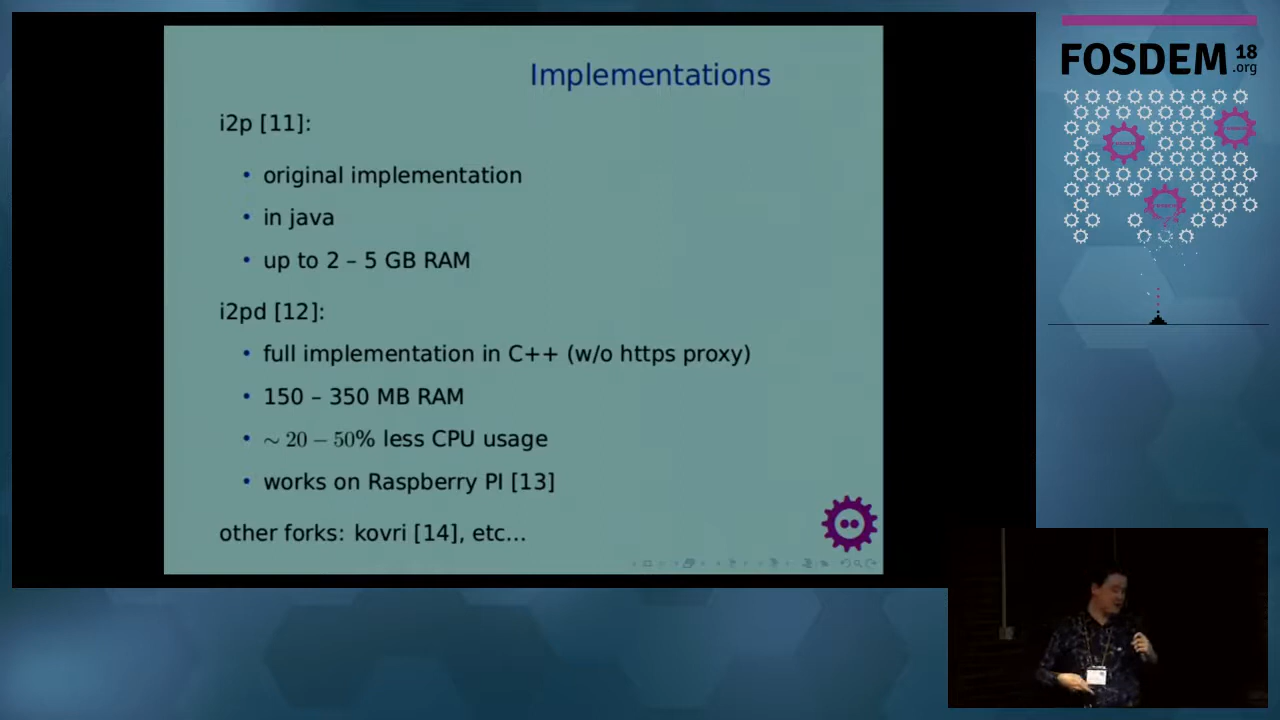 Implementations
i2p [11]:
• original implementation
• in java
• up to 2 – 5 GB RAM
i2pd [12]:
• full implementation in C++ (w/o https proxy)
• 150 – 350 MB RAM
• ∼ 20 – 50% less CPU usage
• works on Raspberry PI [13]
other forks: kovri [14], etc...
FOSDEM 18
.org